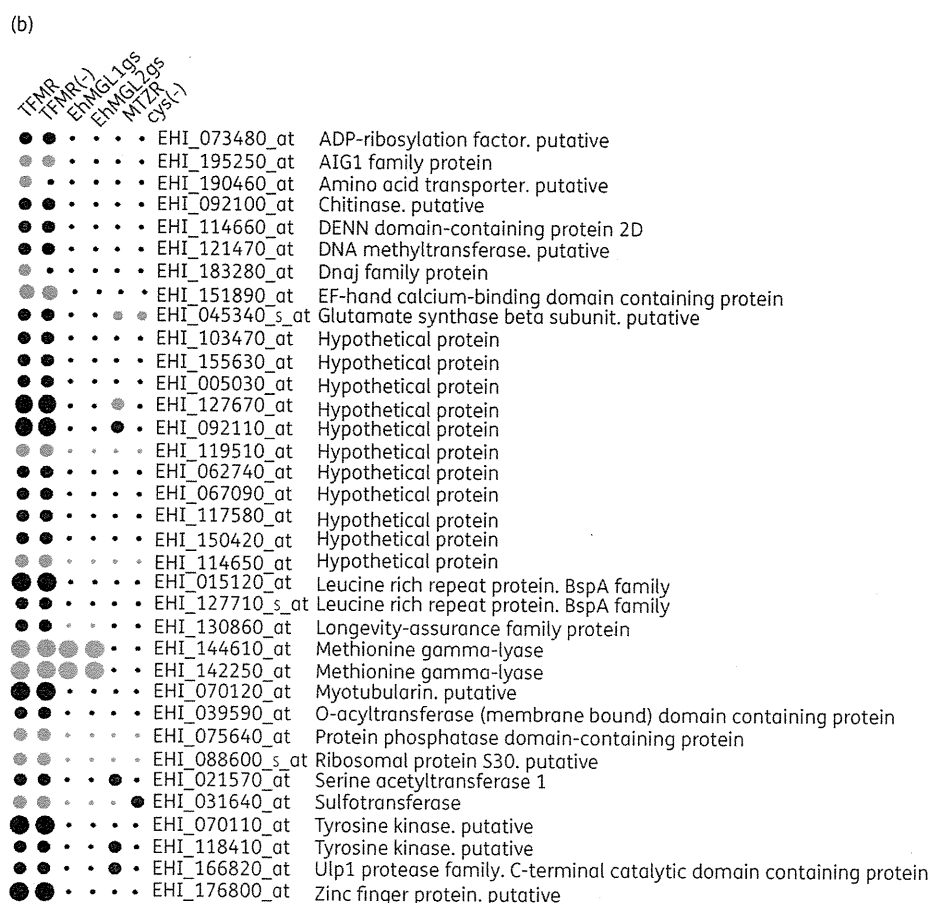 (b)
TFMR TFMR(-) EhMGL1gs EhMGL2gs MTZR cys(-)
EHI_073480_at ADP-ribosylation factor. putative
EHI_195250_at AIG1 family protein
EHI_190460_at Amino acid transporter. putative
EHI_092100_at Chitinase. putative
EHI_114660_at DENN domain-containing protein 2D
EHI_121470_at DNA methyltransferase. putative
EHI_183280_at Dnaj family protein
EHI_151890_at EF-hand calcium-binding domain containing protein
EHI_045340_s_at Glutamate synthase beta subunit. putative
EHI_103470_at Hypothetical protein
EHI_155630_at Hypothetical protein
EHI_005030_at Hypothetical protein
EHI_127670_at Hypothetical protein
EHI_092110_at Hypothetical protein
EHI_119510_at Hypothetical protein
EHI_062740_at Hypothetical protein
EHI_067090_at Hypothetical protein
EHI_117580_at Hypothetical protein
EHI_150420_at Hypothetical protein
EHI_114650_at Hypothetical protein
EHI_015120_at Leucine rich repeat protein. BspA family
EHI_127710_s_at Leucine rich repeat protein. BspA family
EHI_130860_at Longevity-assurance family protein
EHI_144610_at Methionine gamma-lyase
EHI_142250_at Methionine gamma-lyase
EHI_070120_at Myotubularin. putative
EHI_039590_at O-acyltransferase (membrane bound) domain containing protein
EHI_075640_at Protein phosphatase domain-containing protein
EHI_088600_s_at Ribosomal protein S30. putative
EHI_021570_at Serine acetyltransferase 1
EHI_031640_at Sulfotransferase
EHI_070110_at Tyrosine kinase. putative
EHI_118410_at Tyrosine kinase. putative
EHI_166820_at Ulp1 protease family. C-terminal catalytic domain containing protein
EHI_176800_at Zinc finger protein. putative